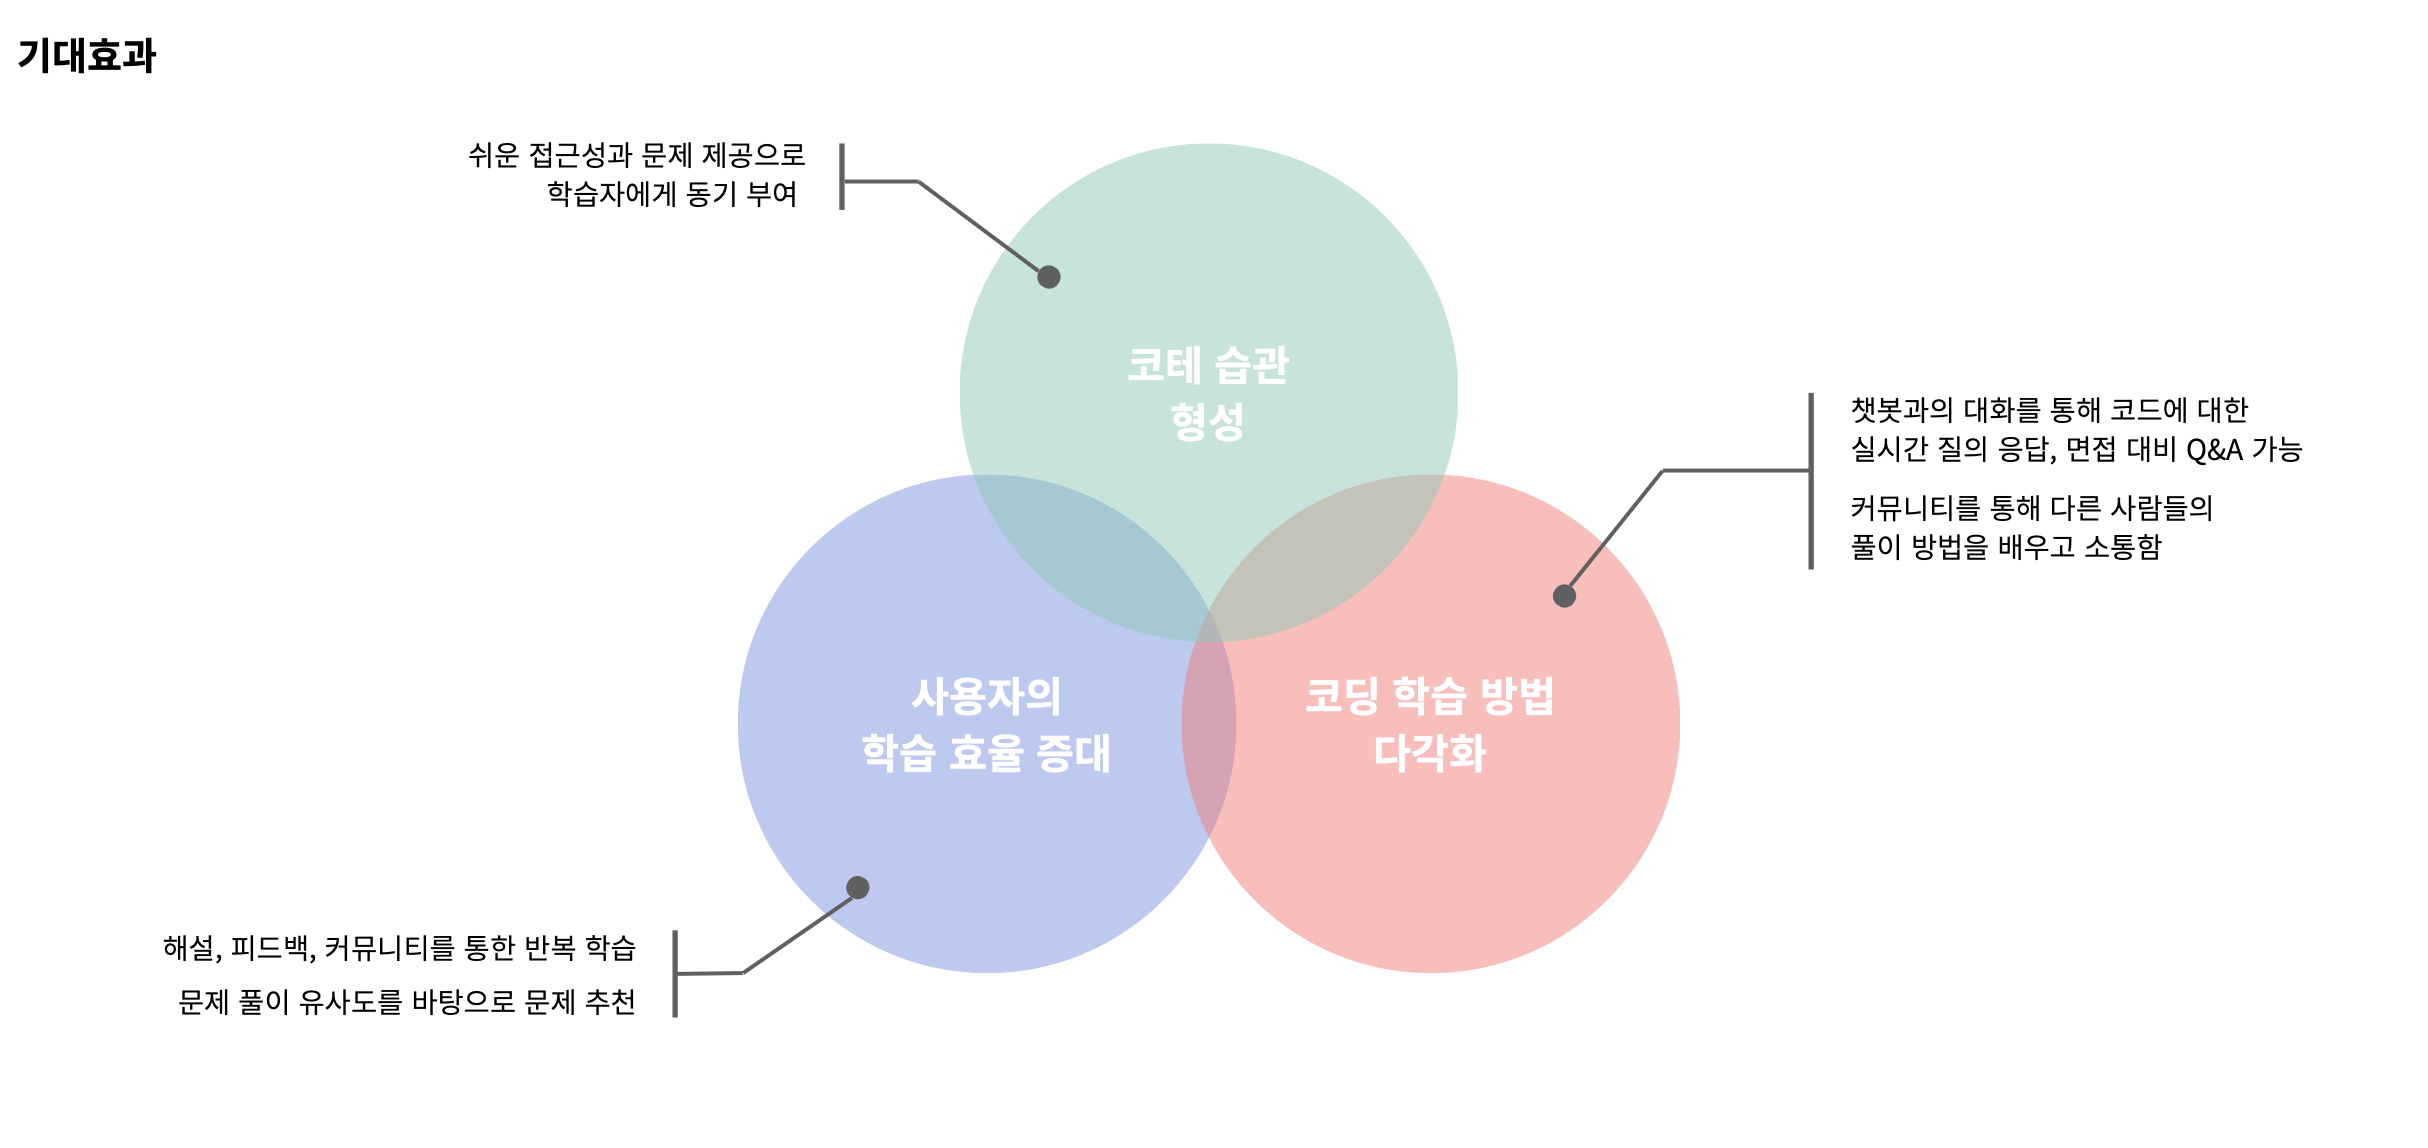 기대효과
쉬운 접근성과 문제 제공으로
학습자에게 동기 부여
코테 습관
형성
챗봇과의 대화를 통해 코드에 대한
실시간 질의 응답, 면접 대비 Q&A 가능
커뮤니티를 통해 다른 사람들의
풀이 방법을 배우고 소통함
사용자의
학습 효율 증대
코딩 학습 방법
다각화
해설, 피드백, 커뮤니티를 통한 반복 학습
문제 풀이 유사도를 바탕으로 문제 추천